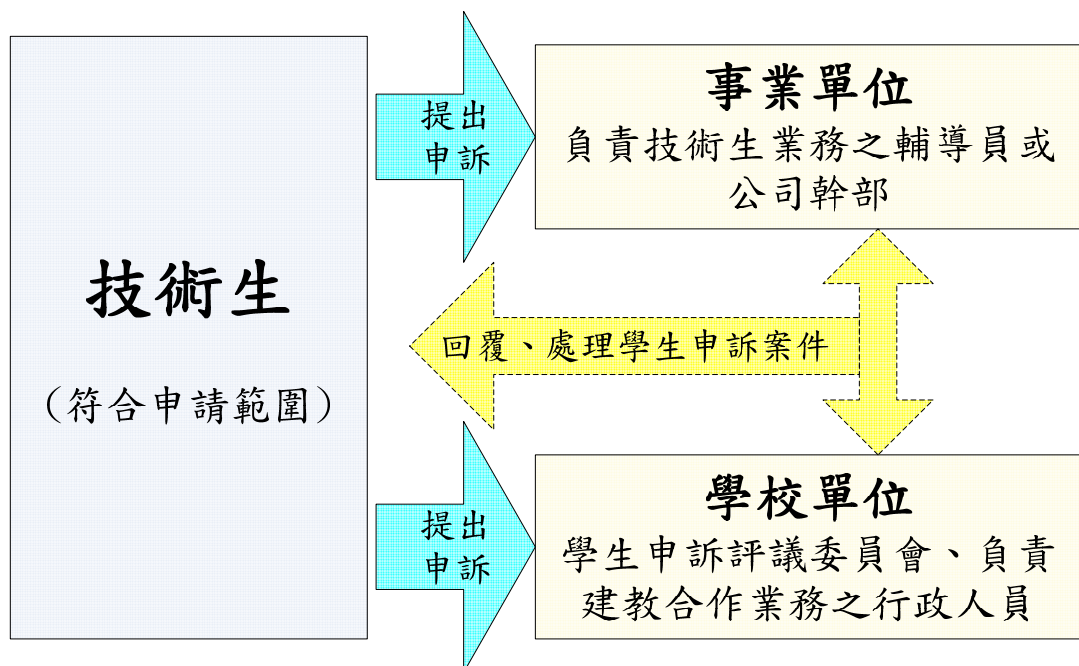 技術生
（符合申請範圍）
提出
申訴
事業單位
負責技術生業務之輔導員或
公司幹部
回覆、處理學生申訴案件
提出
申訴
學校單位
學生申訴評議委員會、負責
建教合作業務之行政人員